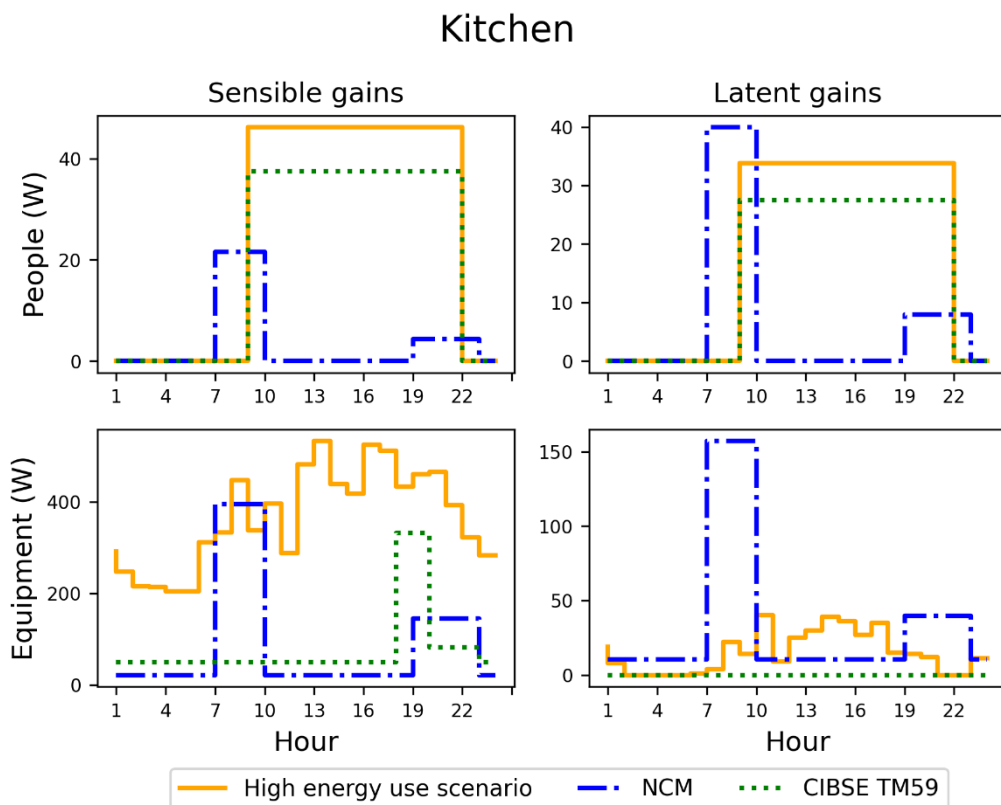 Kitchen
Sensible gains
Latent gains
People (W)
40
20
0
1 4 7 10 13 16 19 22
40
30
20
10
0
1 4 7 10 13 16 19 22
Equipment (W)
400
200
0
1 4 7 10 13 16 19 22
Hour
150
100
50
0
1 4 7 10 13 16 19 22
Hour
High energy use scenario NCM CIBSE TM59